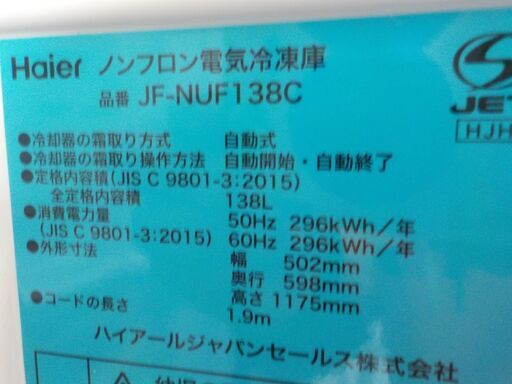 Haier ノンフロン電気冷凍庫
品番 JF-NUF138C
●冷却器の霜取り方式 自動式
●冷却器の霜取り操作方法 自動開始・自動終了
●定格内容積(JIS C 9801-3:2015)
全定格内容積 138L
●消費電力量 50Hz 296kWh/年
(JIS C 9801-3:2015) 60Hz 296kWh/年
●外形寸法 幅 502mm
奥行 598mm
高さ 1175mm
●コードの長さ 1.9m
ハイアールジャパンセールス株式会社
JET
HJH